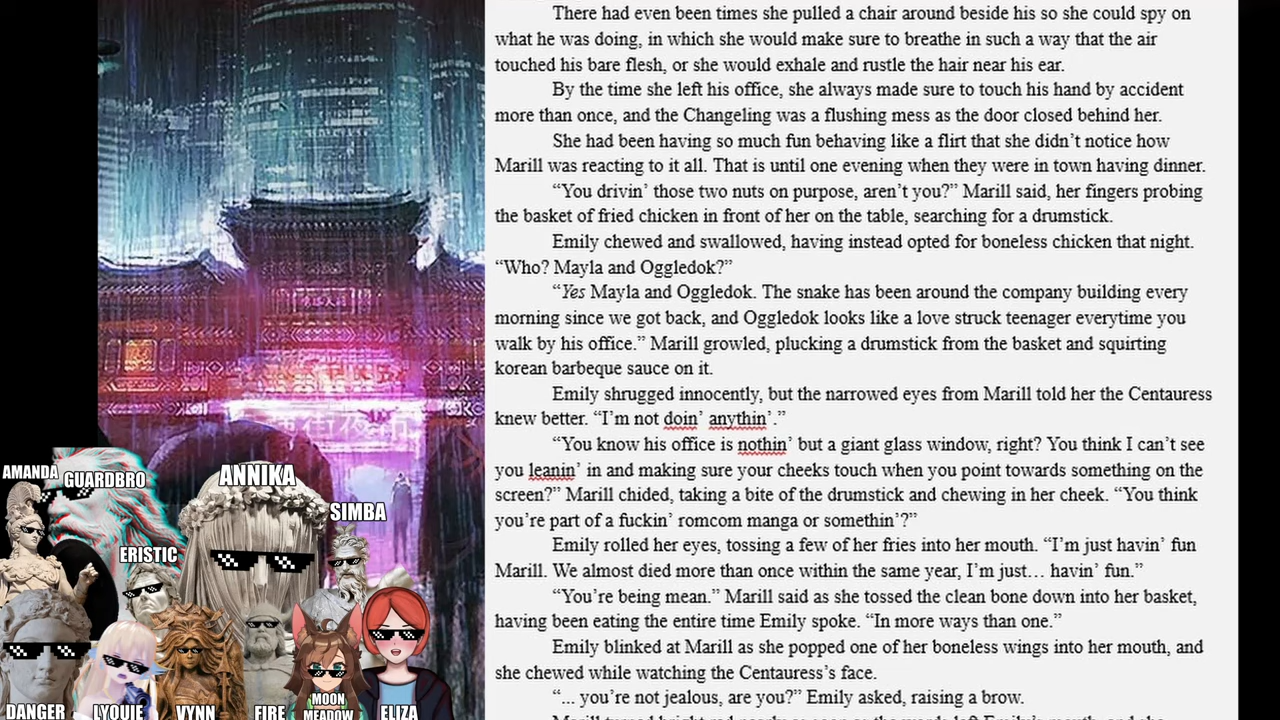 There had even been times she pulled a chair around beside his so she could spy on
what he was doing, in which she would make sure to breathe in such a way that the air
touched his bare flesh, or she would exhale and rustle the hair near his ear.
By the time she left his office, she always made sure to touch his hand by accident
more than once, and the Changeling was a flushing mess as the door closed behind her.
She had been having so much fun behaving like a flirt that she didn’t notice how
Marill was reacting to it all. That is until one evening when they were in town having dinner.
“You drivin’ those two nuts on purpose, aren’t you?” Marill said, her fingers probing
the basket of fried chicken in front of her on the table, searching for a drumstick.
Emily chewed and swallowed, having instead opted for boneless chicken that night.
“Who? Mayla and Oggledok?”
“Yes Mayla and Oggledok. The snake has been around the company building every
morning since we got back, and Oggledok looks like a love struck teenager everytime you
walk by his office.” Marill growled, plucking a drumstick from the basket and squirting
korean barbeque sauce on it.
Emily shrugged innocently, but the narrowed eyes from Marill told her the Centauress
knew better. “I’m not doin’ anythin’.”
“You know his office is nothin’ but a giant glass window, right? You think I can’t see
you leanin’ in and making sure your cheeks touch when you point towards something on the
screen?” Marill chided, taking a bite of the drumstick and chewing in her cheek. “You think
you’re part of a fuckin’ romcom manga or somethin’?”
Emily rolled her eyes, tossing a few of her fries into her mouth. “I’m just havin’ fun
Marill. We almost died more than once within the same year, I’m just… havin’ fun.”
“You’re being mean.” Marill said as she tossed the clean bone down into her basket,
having been eating the entire time Emily spoke. “In more ways than one.”
Emily blinked at Marill as she popped one of her boneless wings into her mouth, and
she chewed while watching the Centauress’s face.
“... you’re not jealous, are you?” Emily asked, raising a brow.
AMANDA
GUARDBRO
ANNIKA
SIMBA
ERISTIC
DANGER
LYQUIE
VYNN
FIRE
MOON
MEADOW
ELIZA